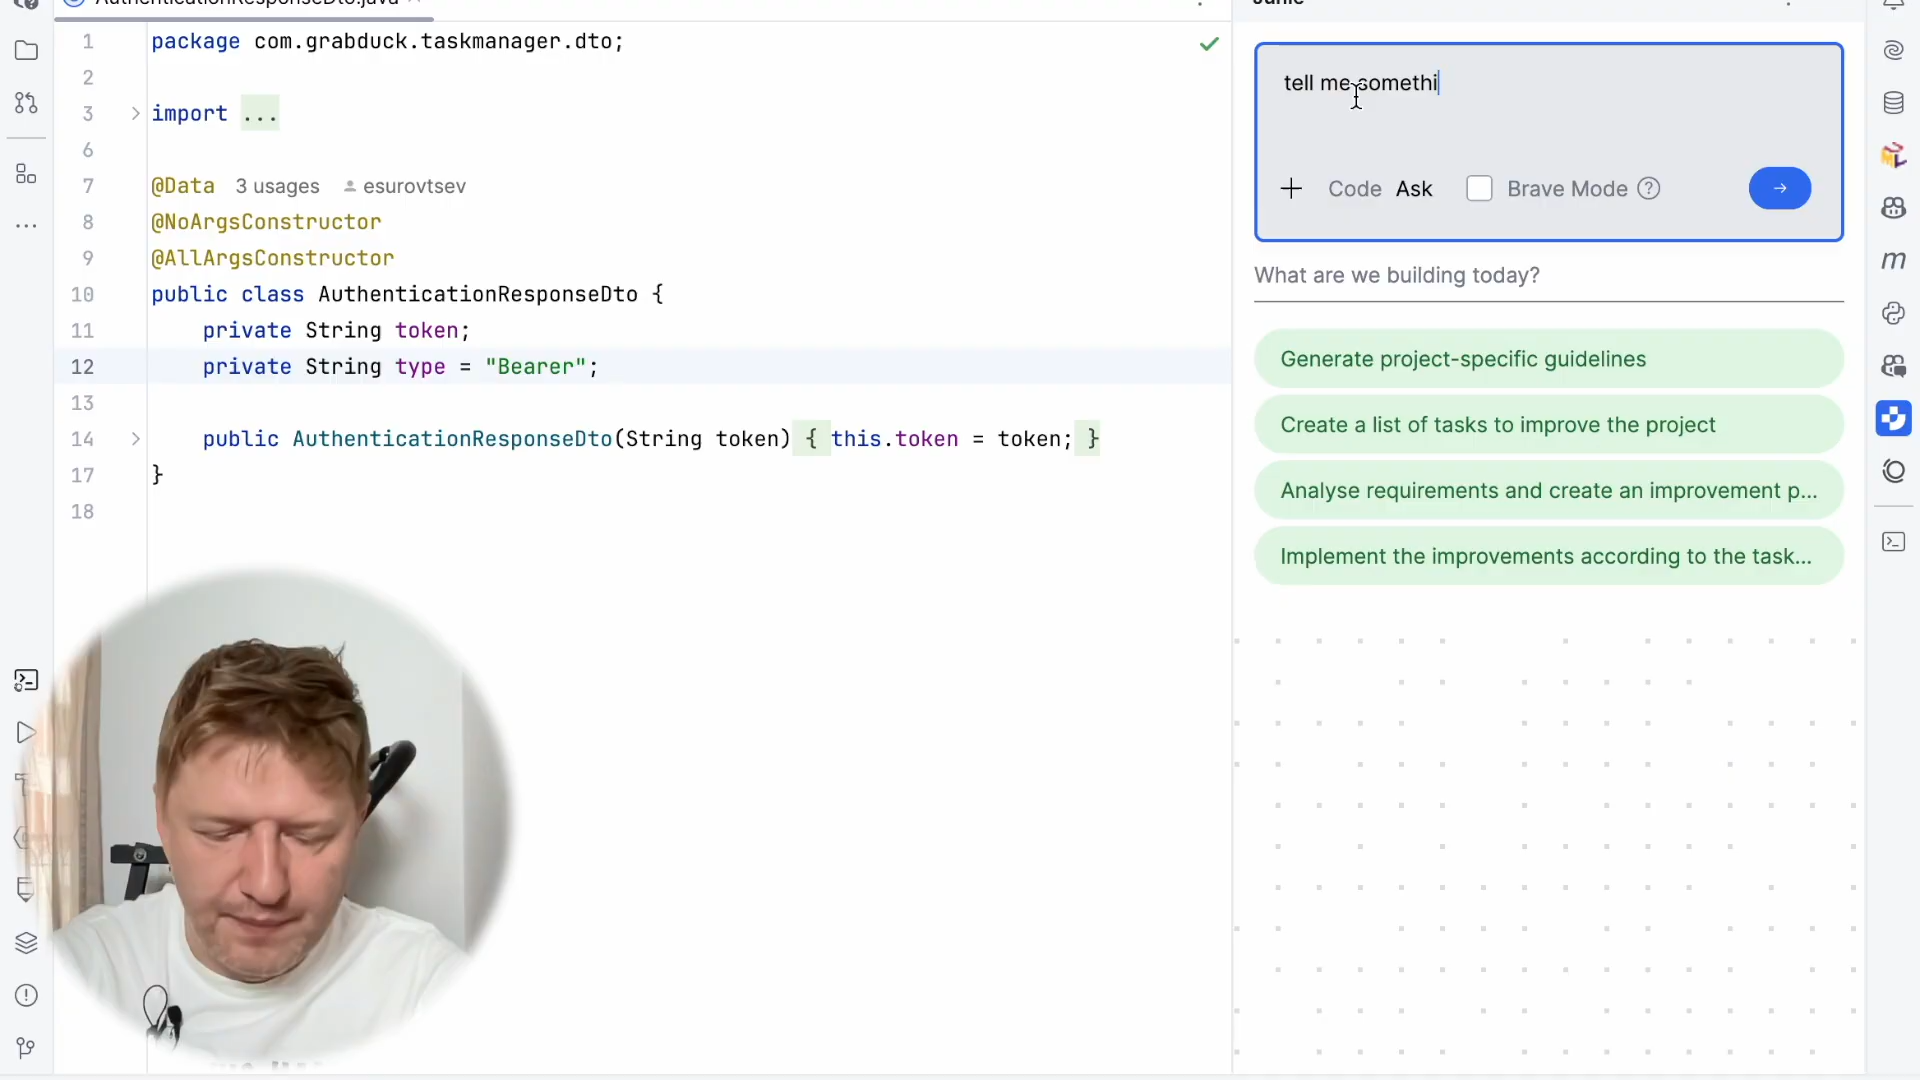 AuthenticationResponseDto.java
1 package com.grabduck.taskmanager.dto;
2
3 import ...
6
7 @Data 3 usages esurovtsev
8 @NoArgsConstructor
9 @AllArgsConstructor
10 public class AuthenticationResponseDto {
11 private String token;
12 private String type = "Bearer";
13
14 public AuthenticationResponseDto(String token) { this.token = token; }
17 }
18
Junie
tell me somethi
Code Ask Brave Mode ?
What are we building today?
Generate project-specific guidelines
Create a list of tasks to improve the project
Analyse requirements and create an improvement p...
Implement the improvements according to the task...
m